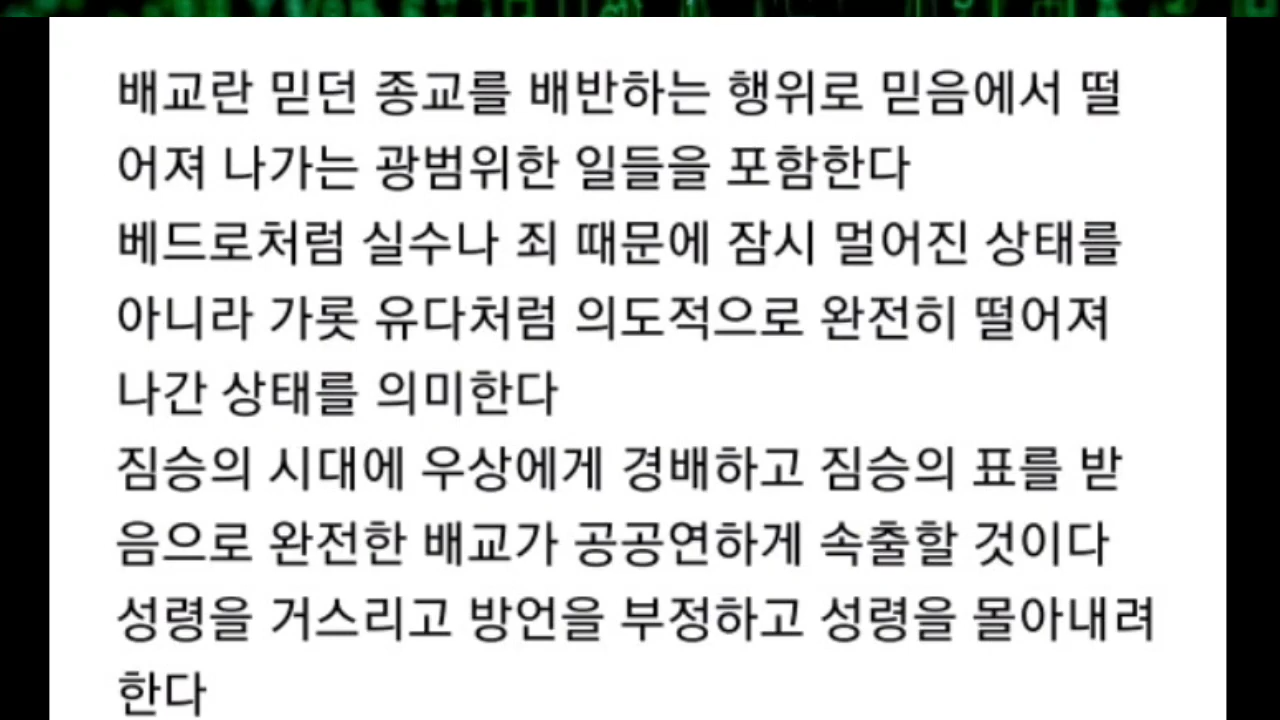 배교란 믿던 종교를 배반하는 행위로 믿음에서 떨
어져 나가는 광범위한 일들을 포함한다
베드로처럼 실수나 죄 때문에 잠시 멀어진 상태를
아니라 가롯 유다처럼 의도적으로 완전히 떨어져
나간 상태를 의미한다
짐승의 시대에 우상에게 경배하고 짐승의 표를 받
음으로 완전한 배교가 공공연하게 속출할 것이다
성령을 거스리고 방언을 부정하고 성령을 몰아내려
한다